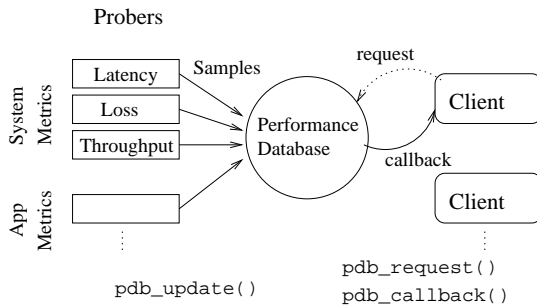 Probers
System
Metrics
Latency
Loss
Throughput
Samples
App
Metrics
Performance
Database
request
callback
Client
Client
pdb_update()
pdb_request()
pdb_callback()